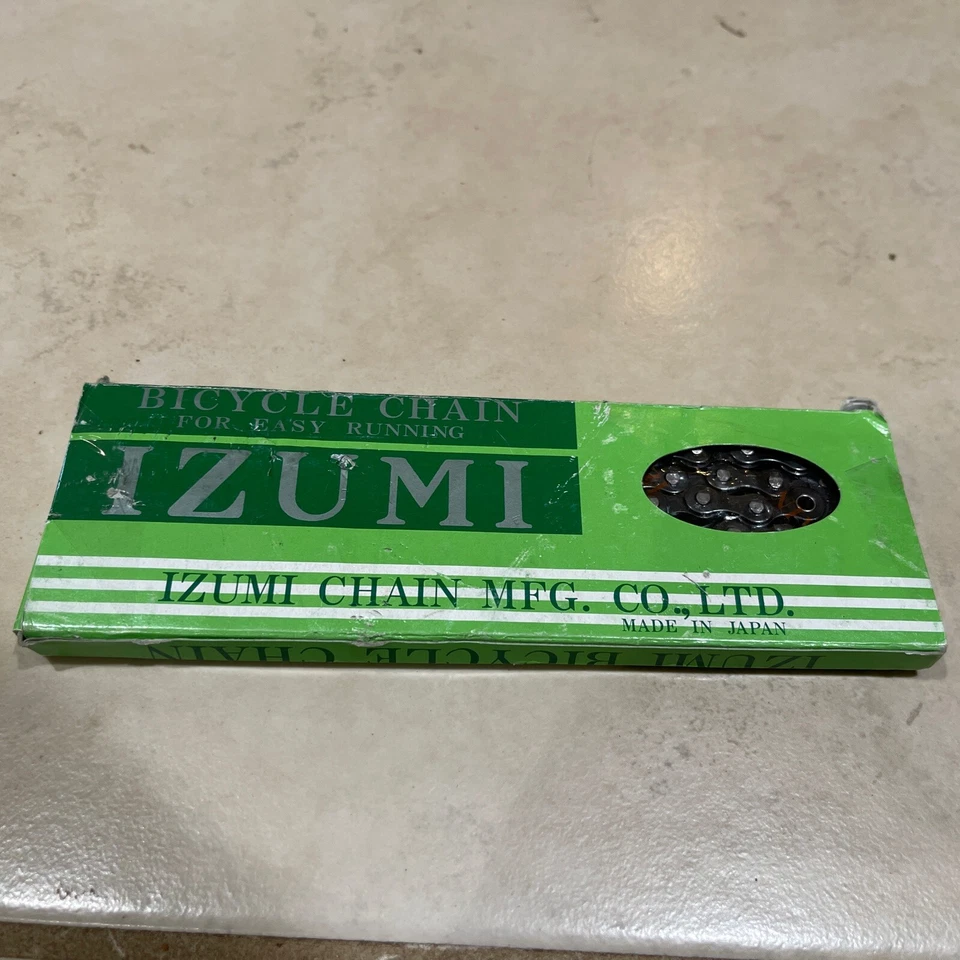 BICYCLE CHAIN
FOR EASY RUNNING
IZUMI
IZUMI CHAIN MFG. CO., LTD.
MADE IN JAPAN
IZUMI BICYCLE CHAIN